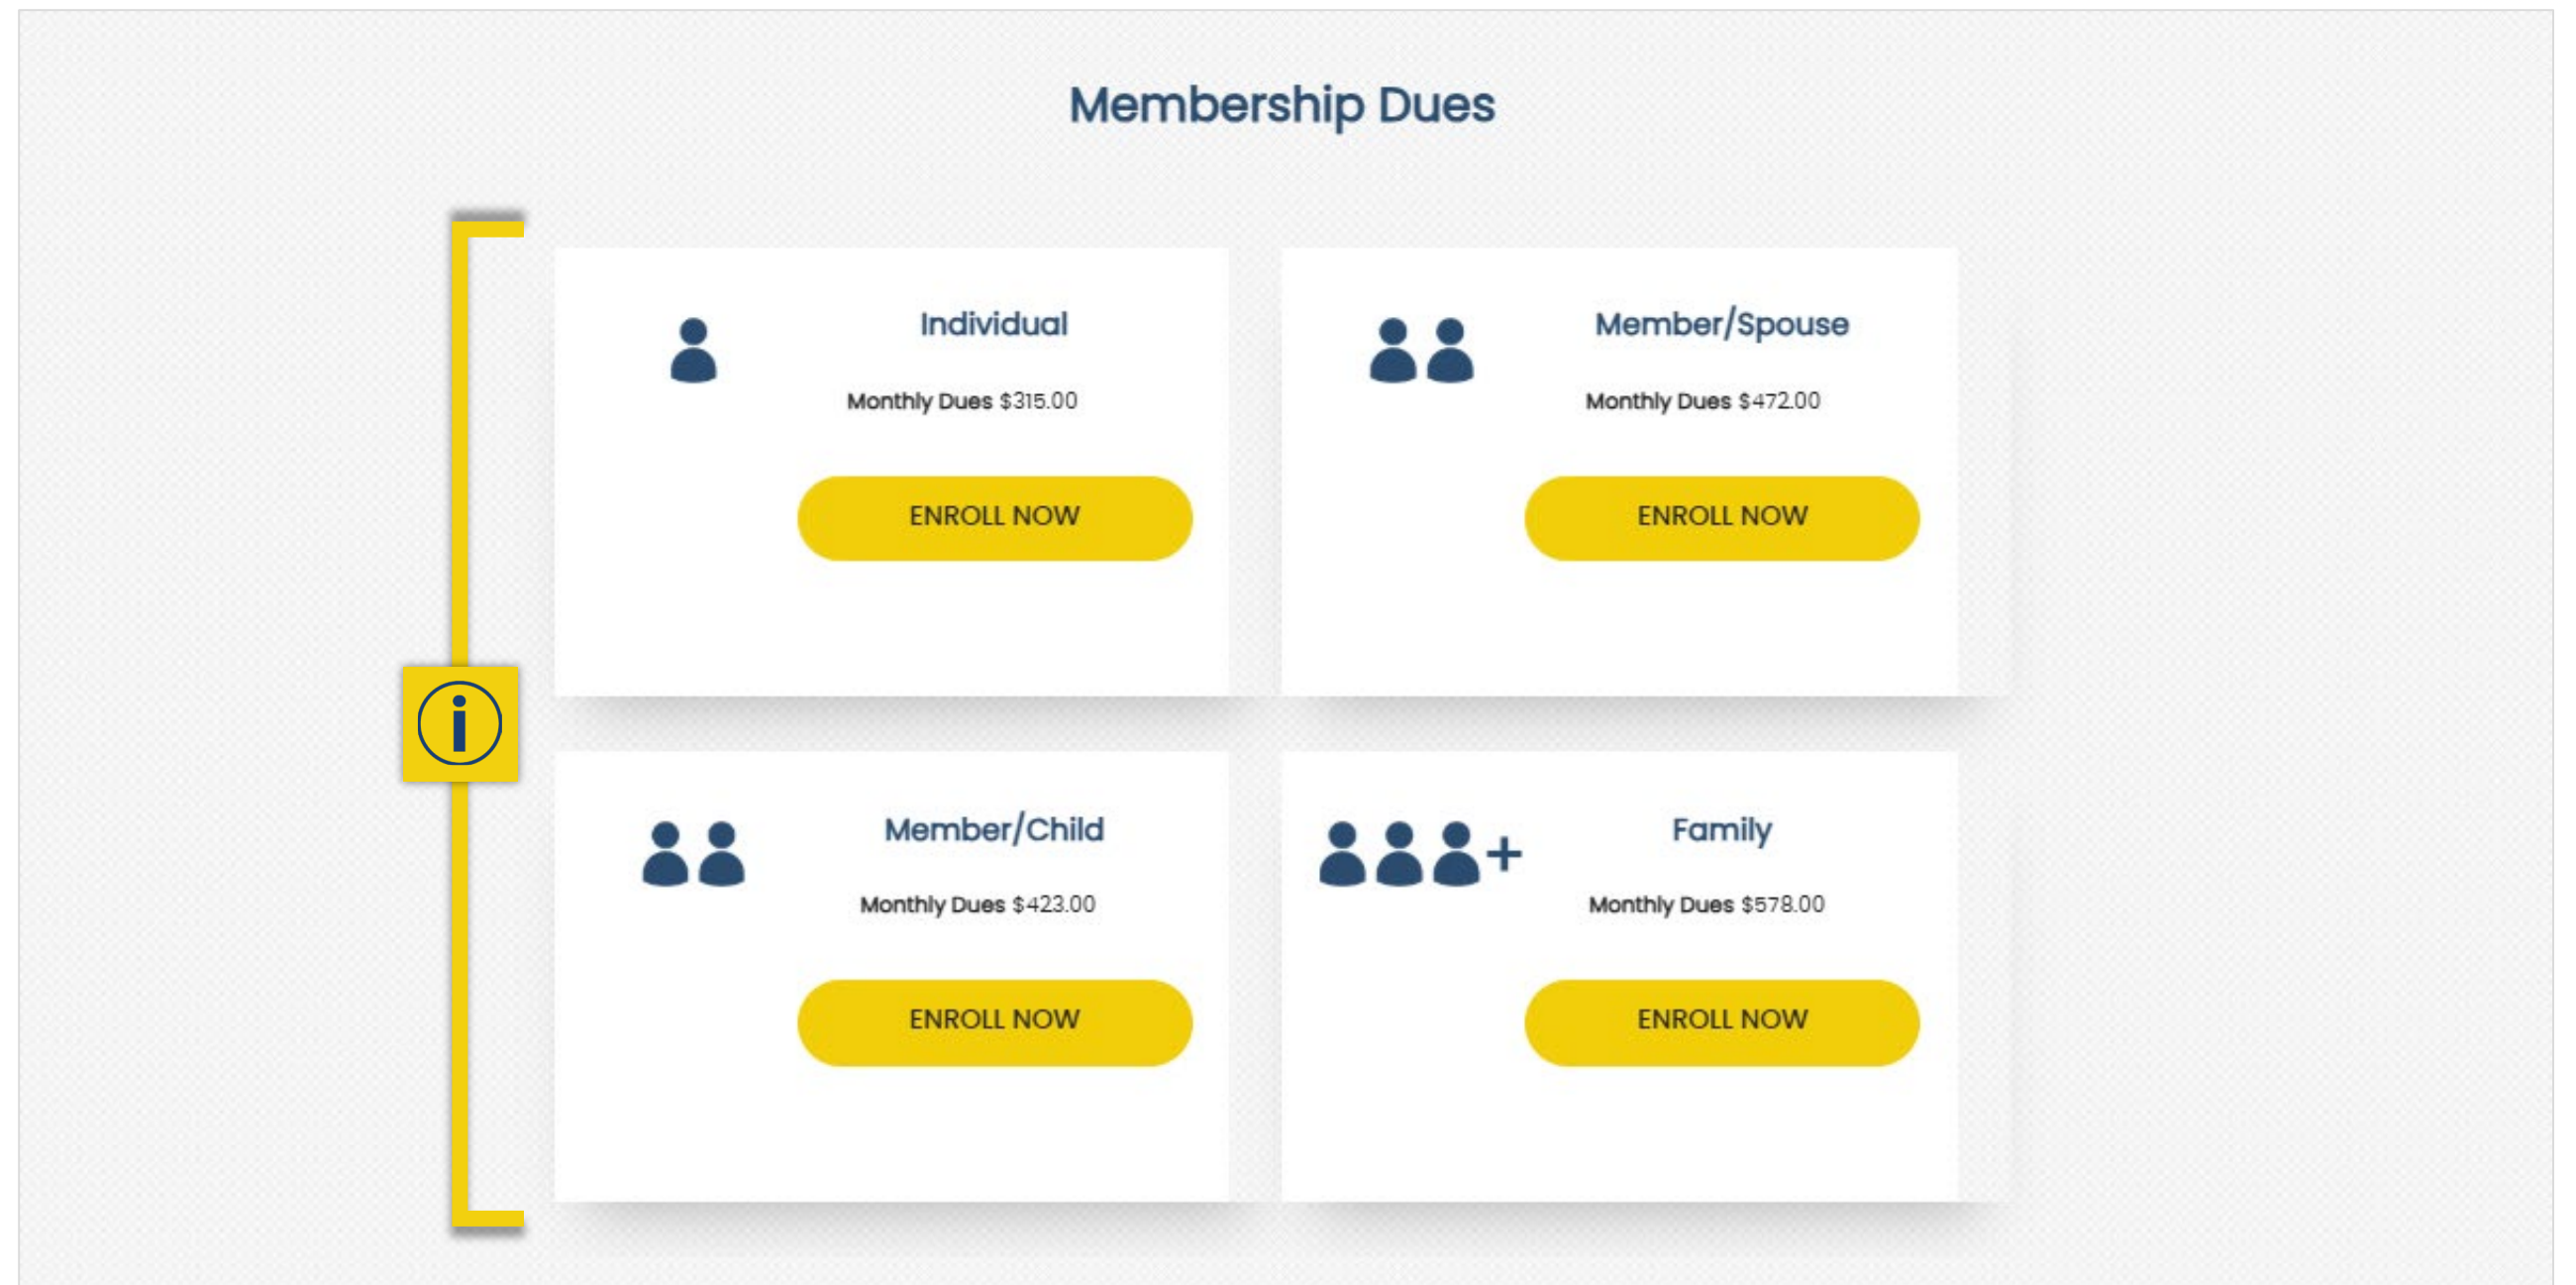 Membership Dues
Individual
Monthly Dues $315.00
ENROLL NOW
Member/Spouse
Monthly Dues $472.00
ENROLL NOW
i
Member/Child
Monthly Dues $423.00
ENROLL NOW
Family
Monthly Dues $578.00
ENROLL NOW